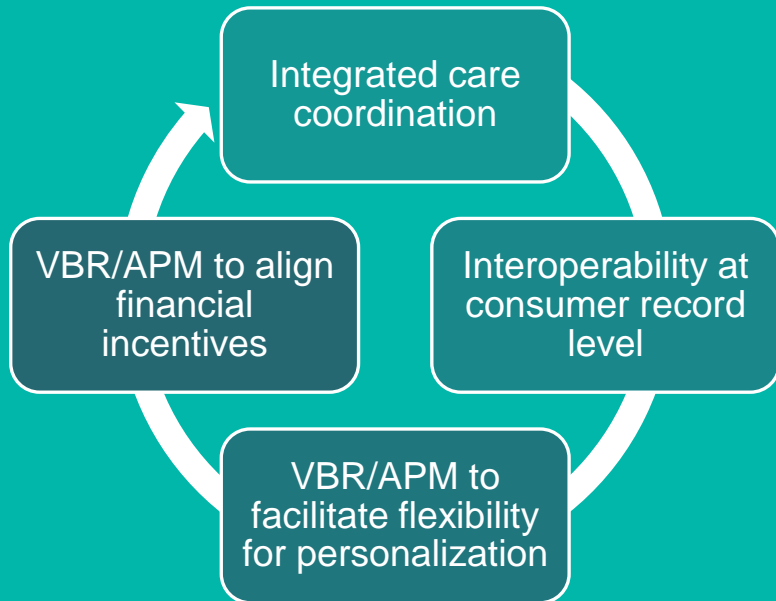 Integrated care
coordination
Interoperability at
consumer record
level
VBR/APM to
facilitate flexibility
for personalization
VBR/APM to align
financial
incentives